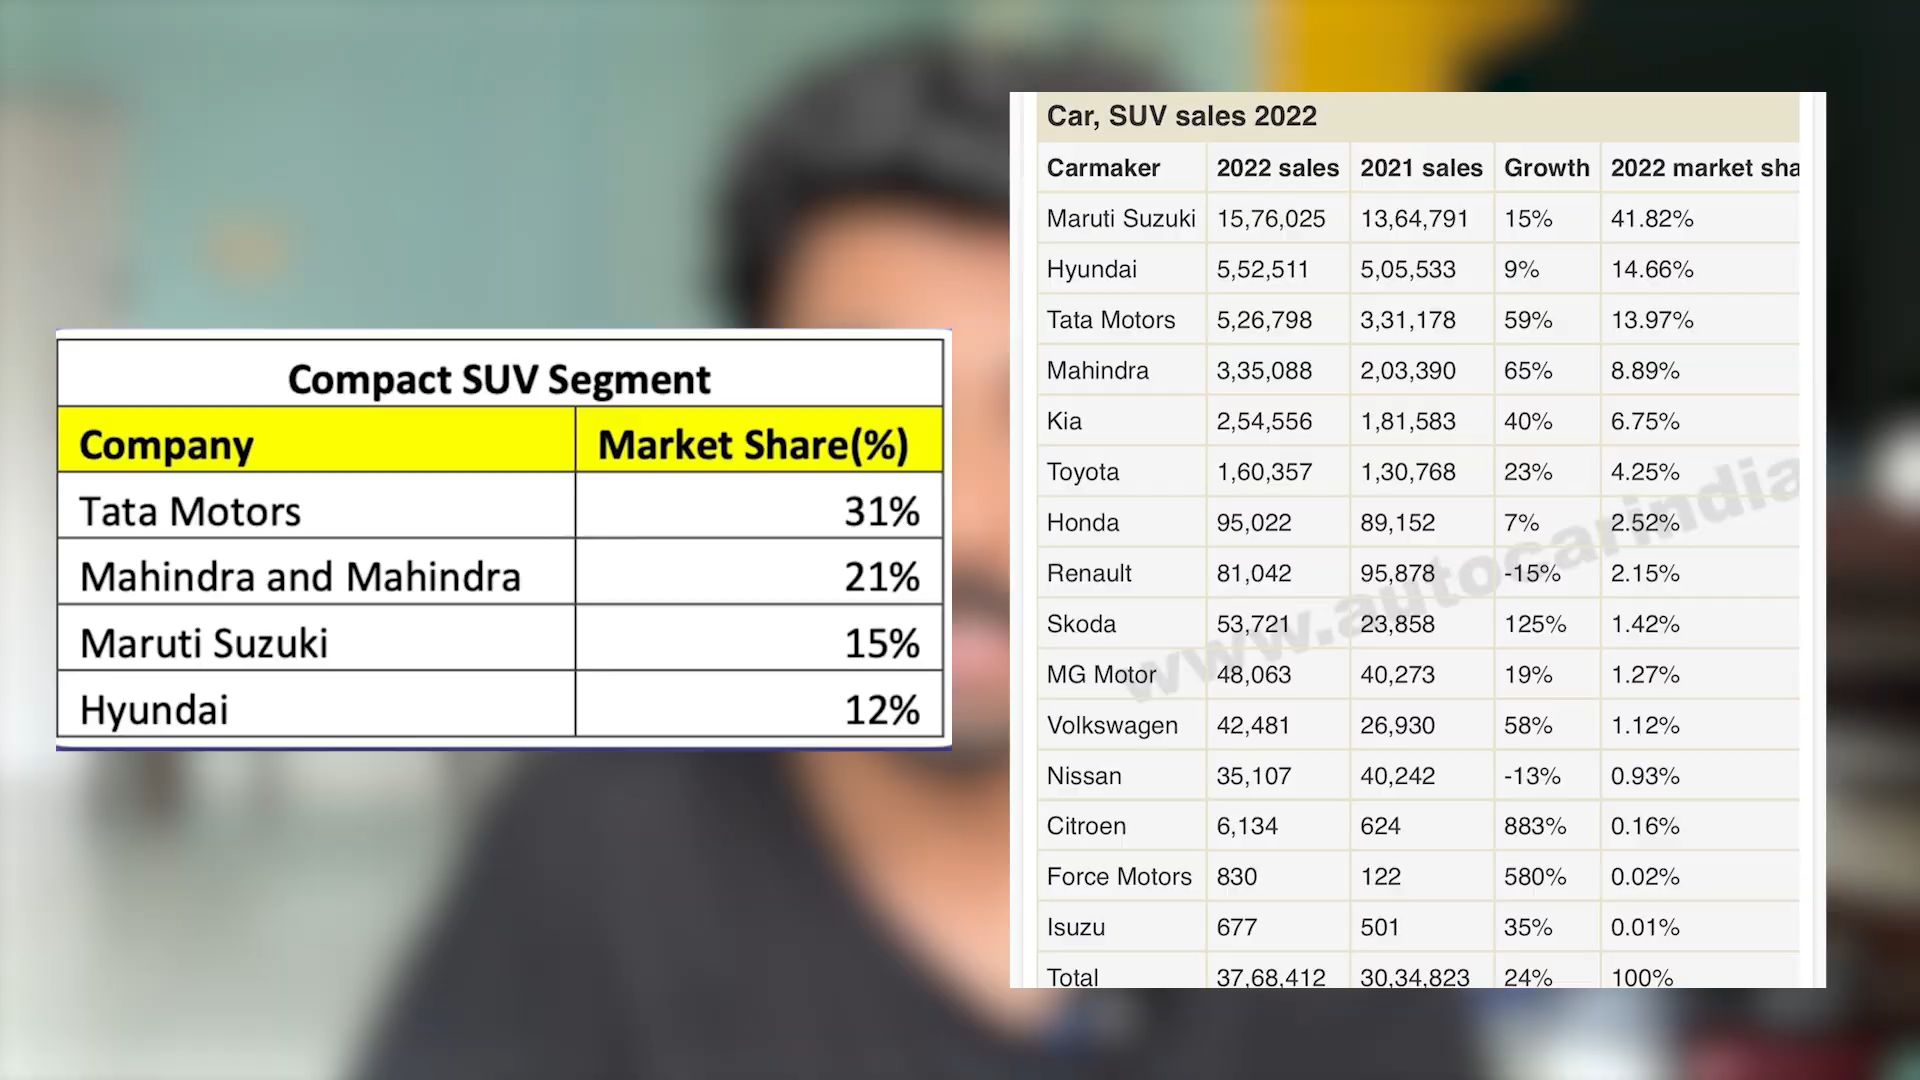 Compact SUV Segment
Company Market Share(%)
Tata Motors 31%
Mahindra and Mahindra 21%
Maruti Suzuki 15%
Hyundai 12%
Car, SUV sales 2022
Carmaker 2022 sales 2021 sales Growth 2022 market sha
Maruti Suzuki 15,76,025 13,64,791 15% 41.82%
Hyundai 5,52,511 5,05,533 9% 14.66%
Tata Motors 5,26,798 3,31,178 59% 13.97%
Mahindra 3,35,088 2,03,390 65% 8.89%
Kia 2,54,556 1,81,583 40% 6.75%
Toyota 1,60,357 1,30,768 23% 4.25%
Honda 95,022 89,152 7% 2.52%
Renault 81,042 95,878 -15% 2.15%
Skoda 53,721 23,858 125% 1.42%
MG Motor 48,063 40,273 19% 1.27%
Volkswagen 42,481 26,930 58% 1.12%
Nissan 35,107 40,242 -13% 0.93%
Citroen 6,134 624 883% 0.16%
Force Motors 830 122 580% 0.02%
Isuzu 677 501 35% 0.01%
Total 37,68,412 30,34,823 24% 100%
www.autocarindia